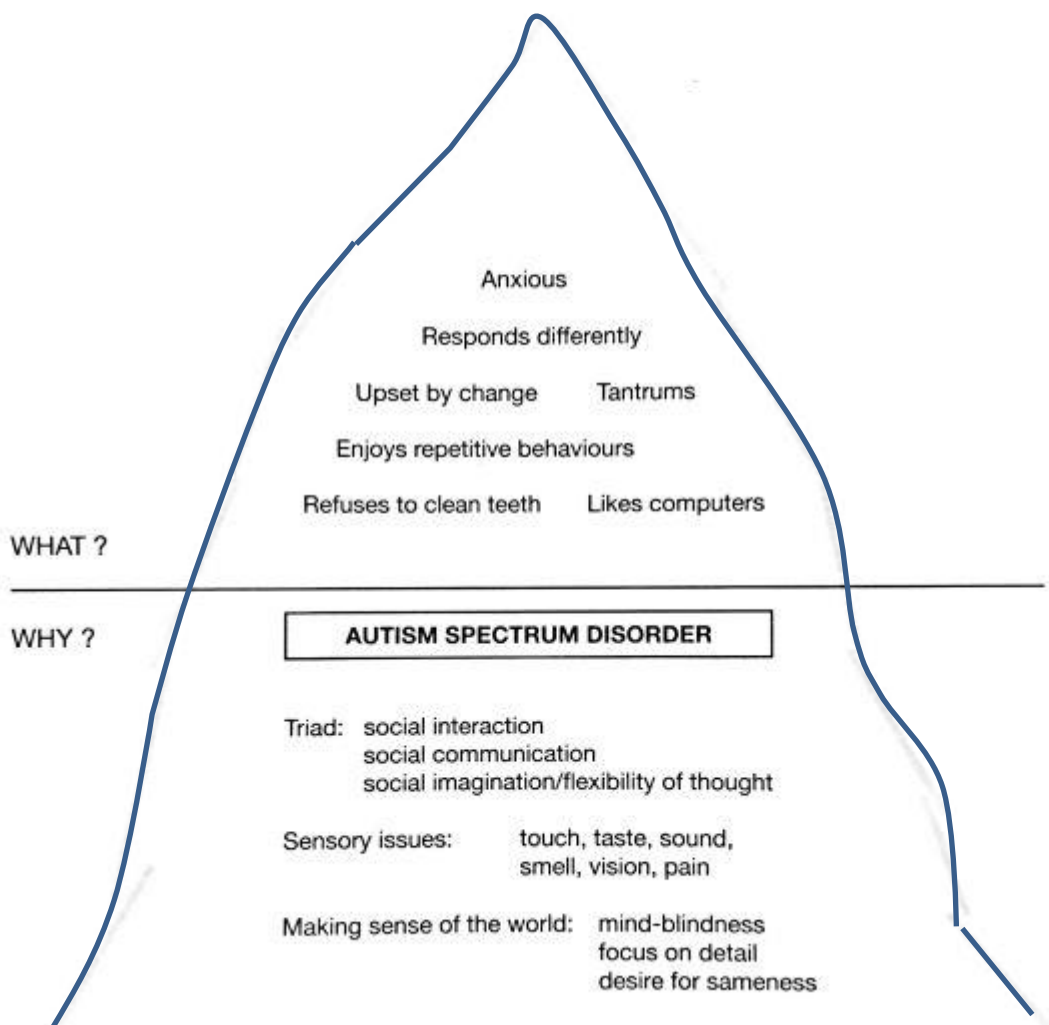 Anxious
Responds differently
Upset by change Tantrums
Enjoys repetitive behaviours
Refuses to clean teeth Likes computers
WHAT ?
WHY ?
AUTISM SPECTRUM DISORDER
Triad: social interaction
social communication
social imagination/flexibility of thought
Sensory issues: touch, taste, sound,
smell, vision, pain
Making sense of the world: mind-blindness
focus on detail
desire for sameness